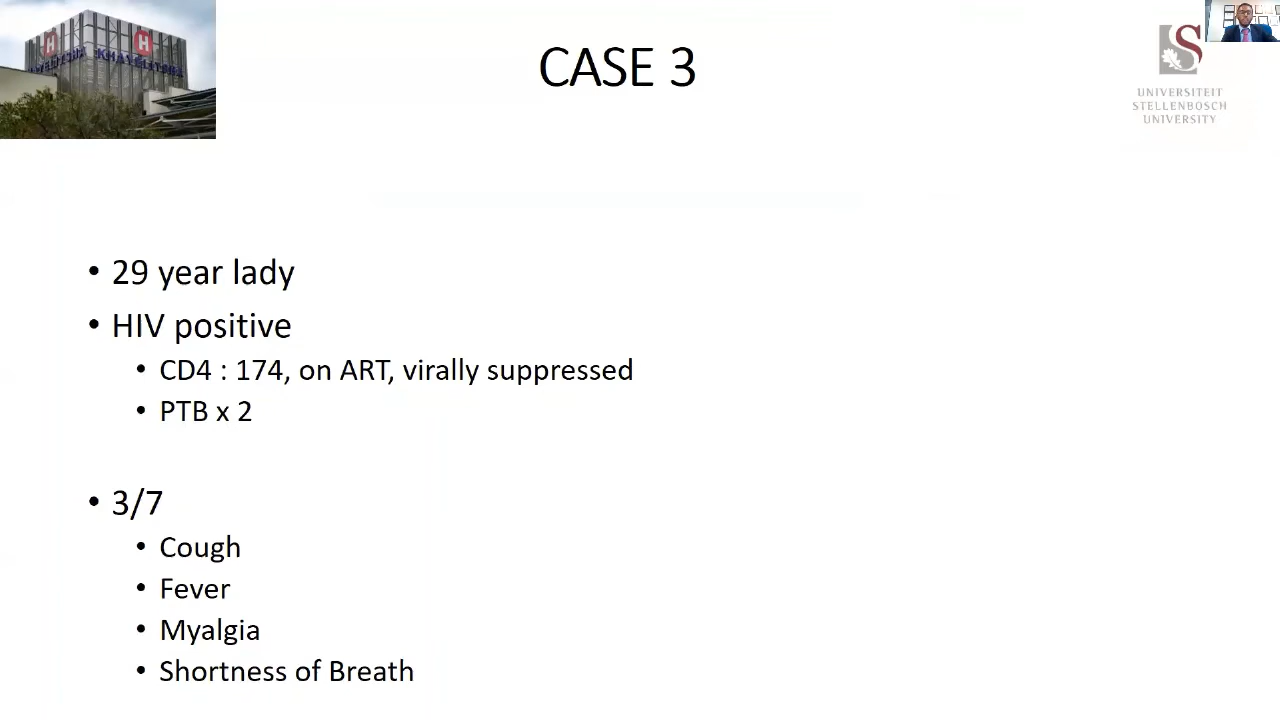 CASE 3
UNIVERSITEIT
STELLENBOSCH
UNIVERSITY
• 29 year lady
• HIV positive
• CD4 : 174, on ART, virally suppressed
• PTB x 2
• 3/7
• Cough
• Fever
• Myalgia
• Shortness of Breath